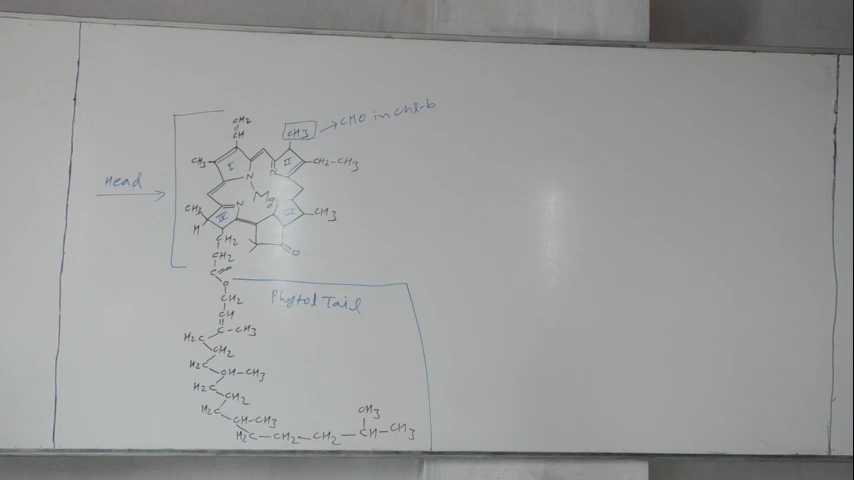 CH2
CH
CH3
→CHO in Chl-b
CH3
I
II
CH2-CH3
N
N
Head
Mg
CH3
N
IV
III
CH3
H
CH2
O
CH2
C
O
CH2
Phytol Tail
CH
C-CH3
H2C
CH2
H2C
CH-CH3
H2C
CH2
H2C
CH-CH3
CH3
H2C-CH2-CH2-CH-CH3